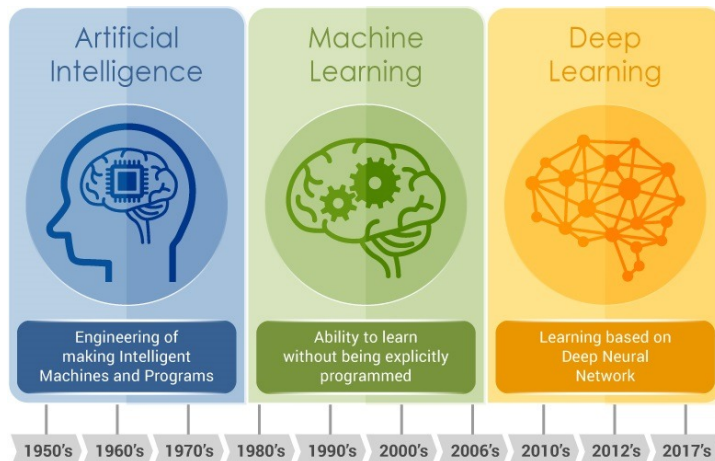 Artificial
Intelligence
Machine
Learning
Deep
Learning
Engineering of
making Intelligent
Machines and Programs
Ability to learn
without being explicitly
programmed
Learning based on
Deep Neural
Network
1950's
1960's
1970's
1980's
1990's
2000's
2006's
2010's
2012's
2017's